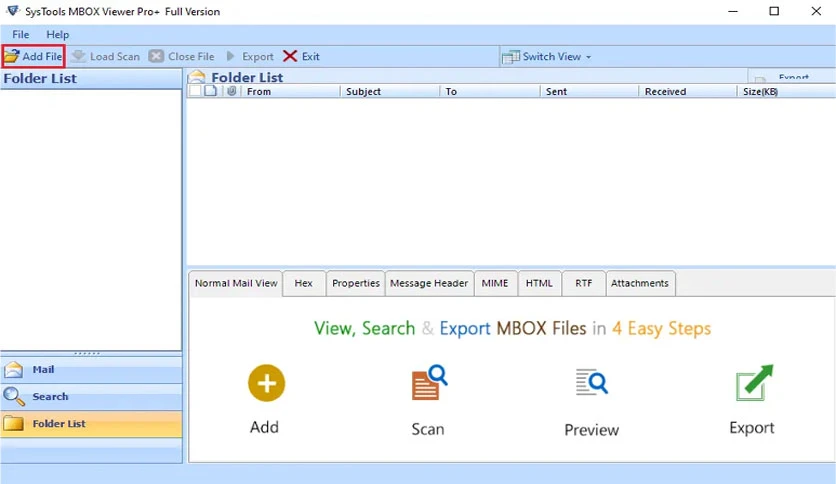 SysTools MBOX Viewer Pro+ Full Version
File Help
Add File Load Scan Close File Export Exit Switch View
Folder List
Folder List
Export
From Subject To Sent Received Size(KB)
Normal Mail View Hex Properties Message Header MIME HTML RTF Attachments
View, Search & Export MBOX Files in 4 Easy Steps
Add Scan Preview Export
Mail
Search
Folder List